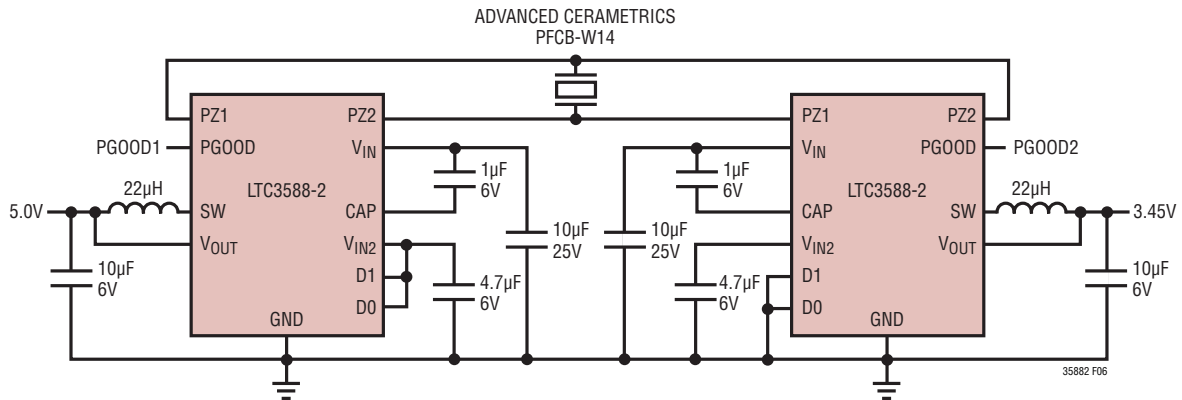 ADVANCED CERAMETRICS
PFCB-W14
PZ1 PZ2
PGOOD1 PGOOD VIN
LTC3588-2
22µH
5.0V SW CAP
VOUT VIN2
D1
D0
GND
10µF
6V
1µF
6V
4.7µF
6V
10µF
25V
10µF
25V
1µF
6V
4.7µF
6V
PZ1 PZ2
VIN PGOOD PGOOD2
LTC3588-2
22µH
CAP SW 3.45V
VIN2 VOUT
D1
D0
GND
10µF
6V
35882 F06